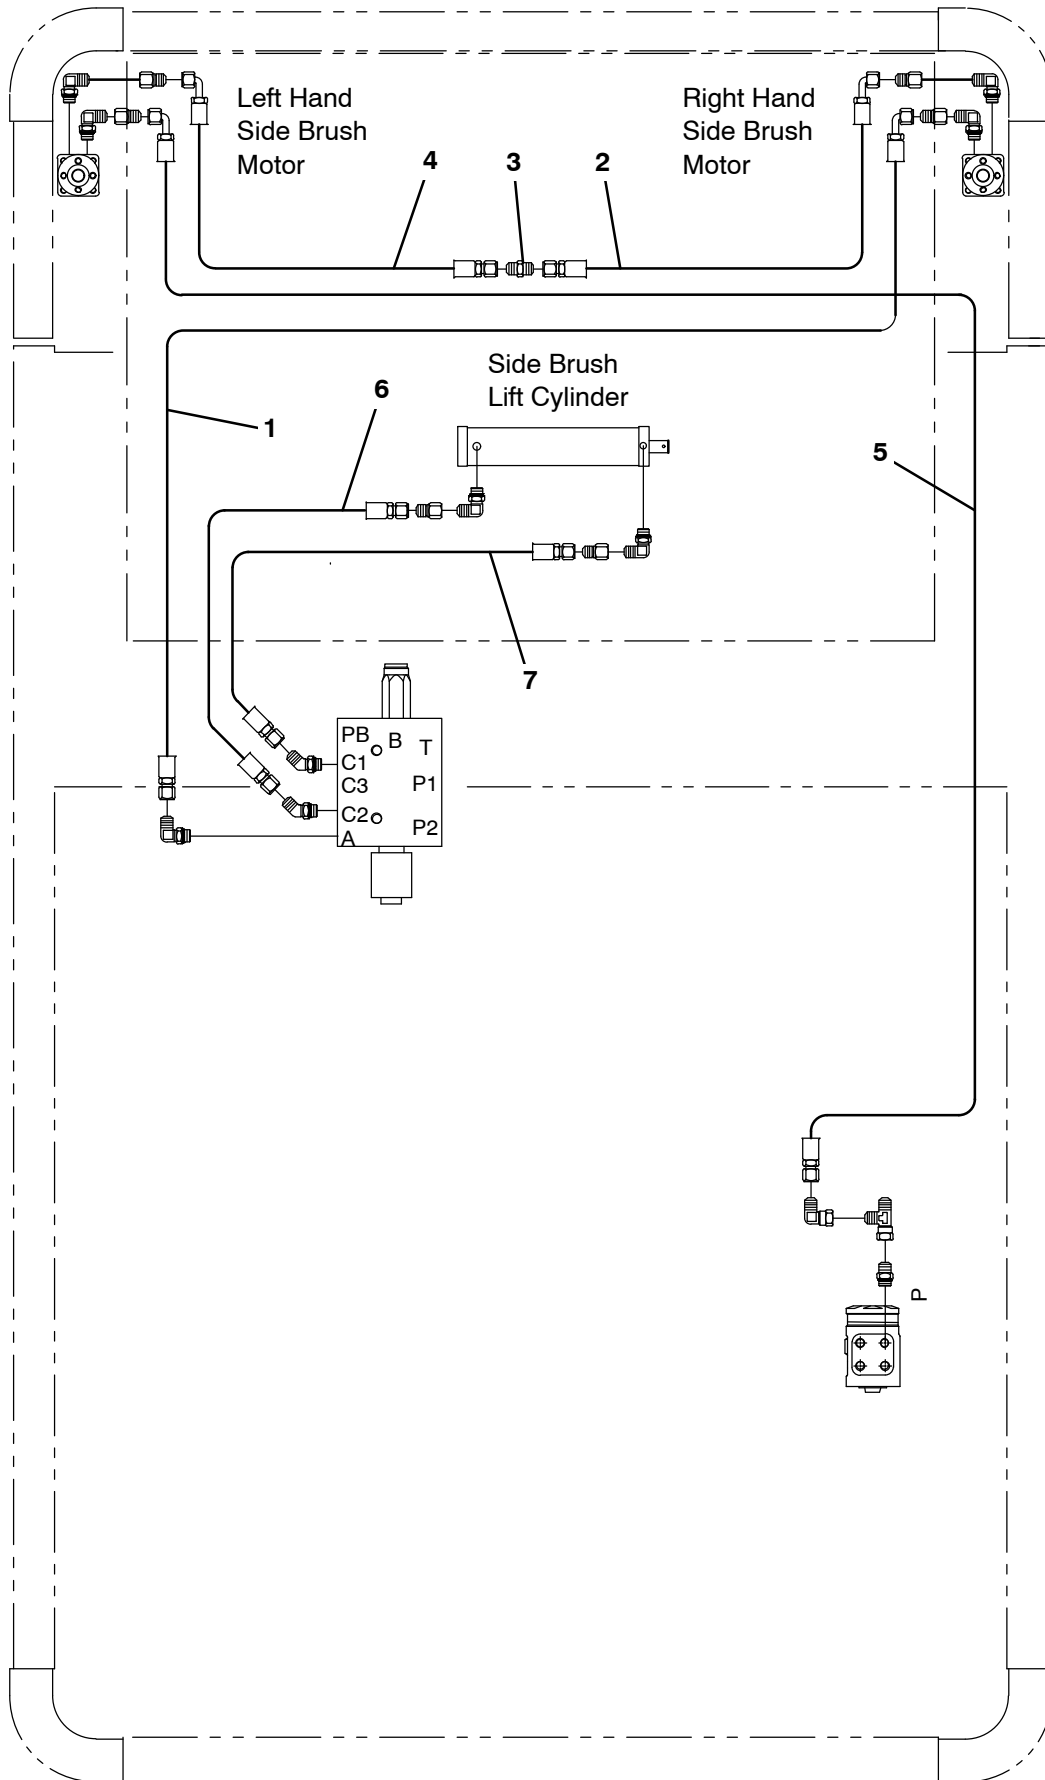 Left Hand
Side Brush
Motor
Right Hand
Side Brush
Motor
4
3
2
Side Brush
Lift Cylinder
6
1
5
7
PB
B
T
C1
C3
P1
C2
P2
A
P